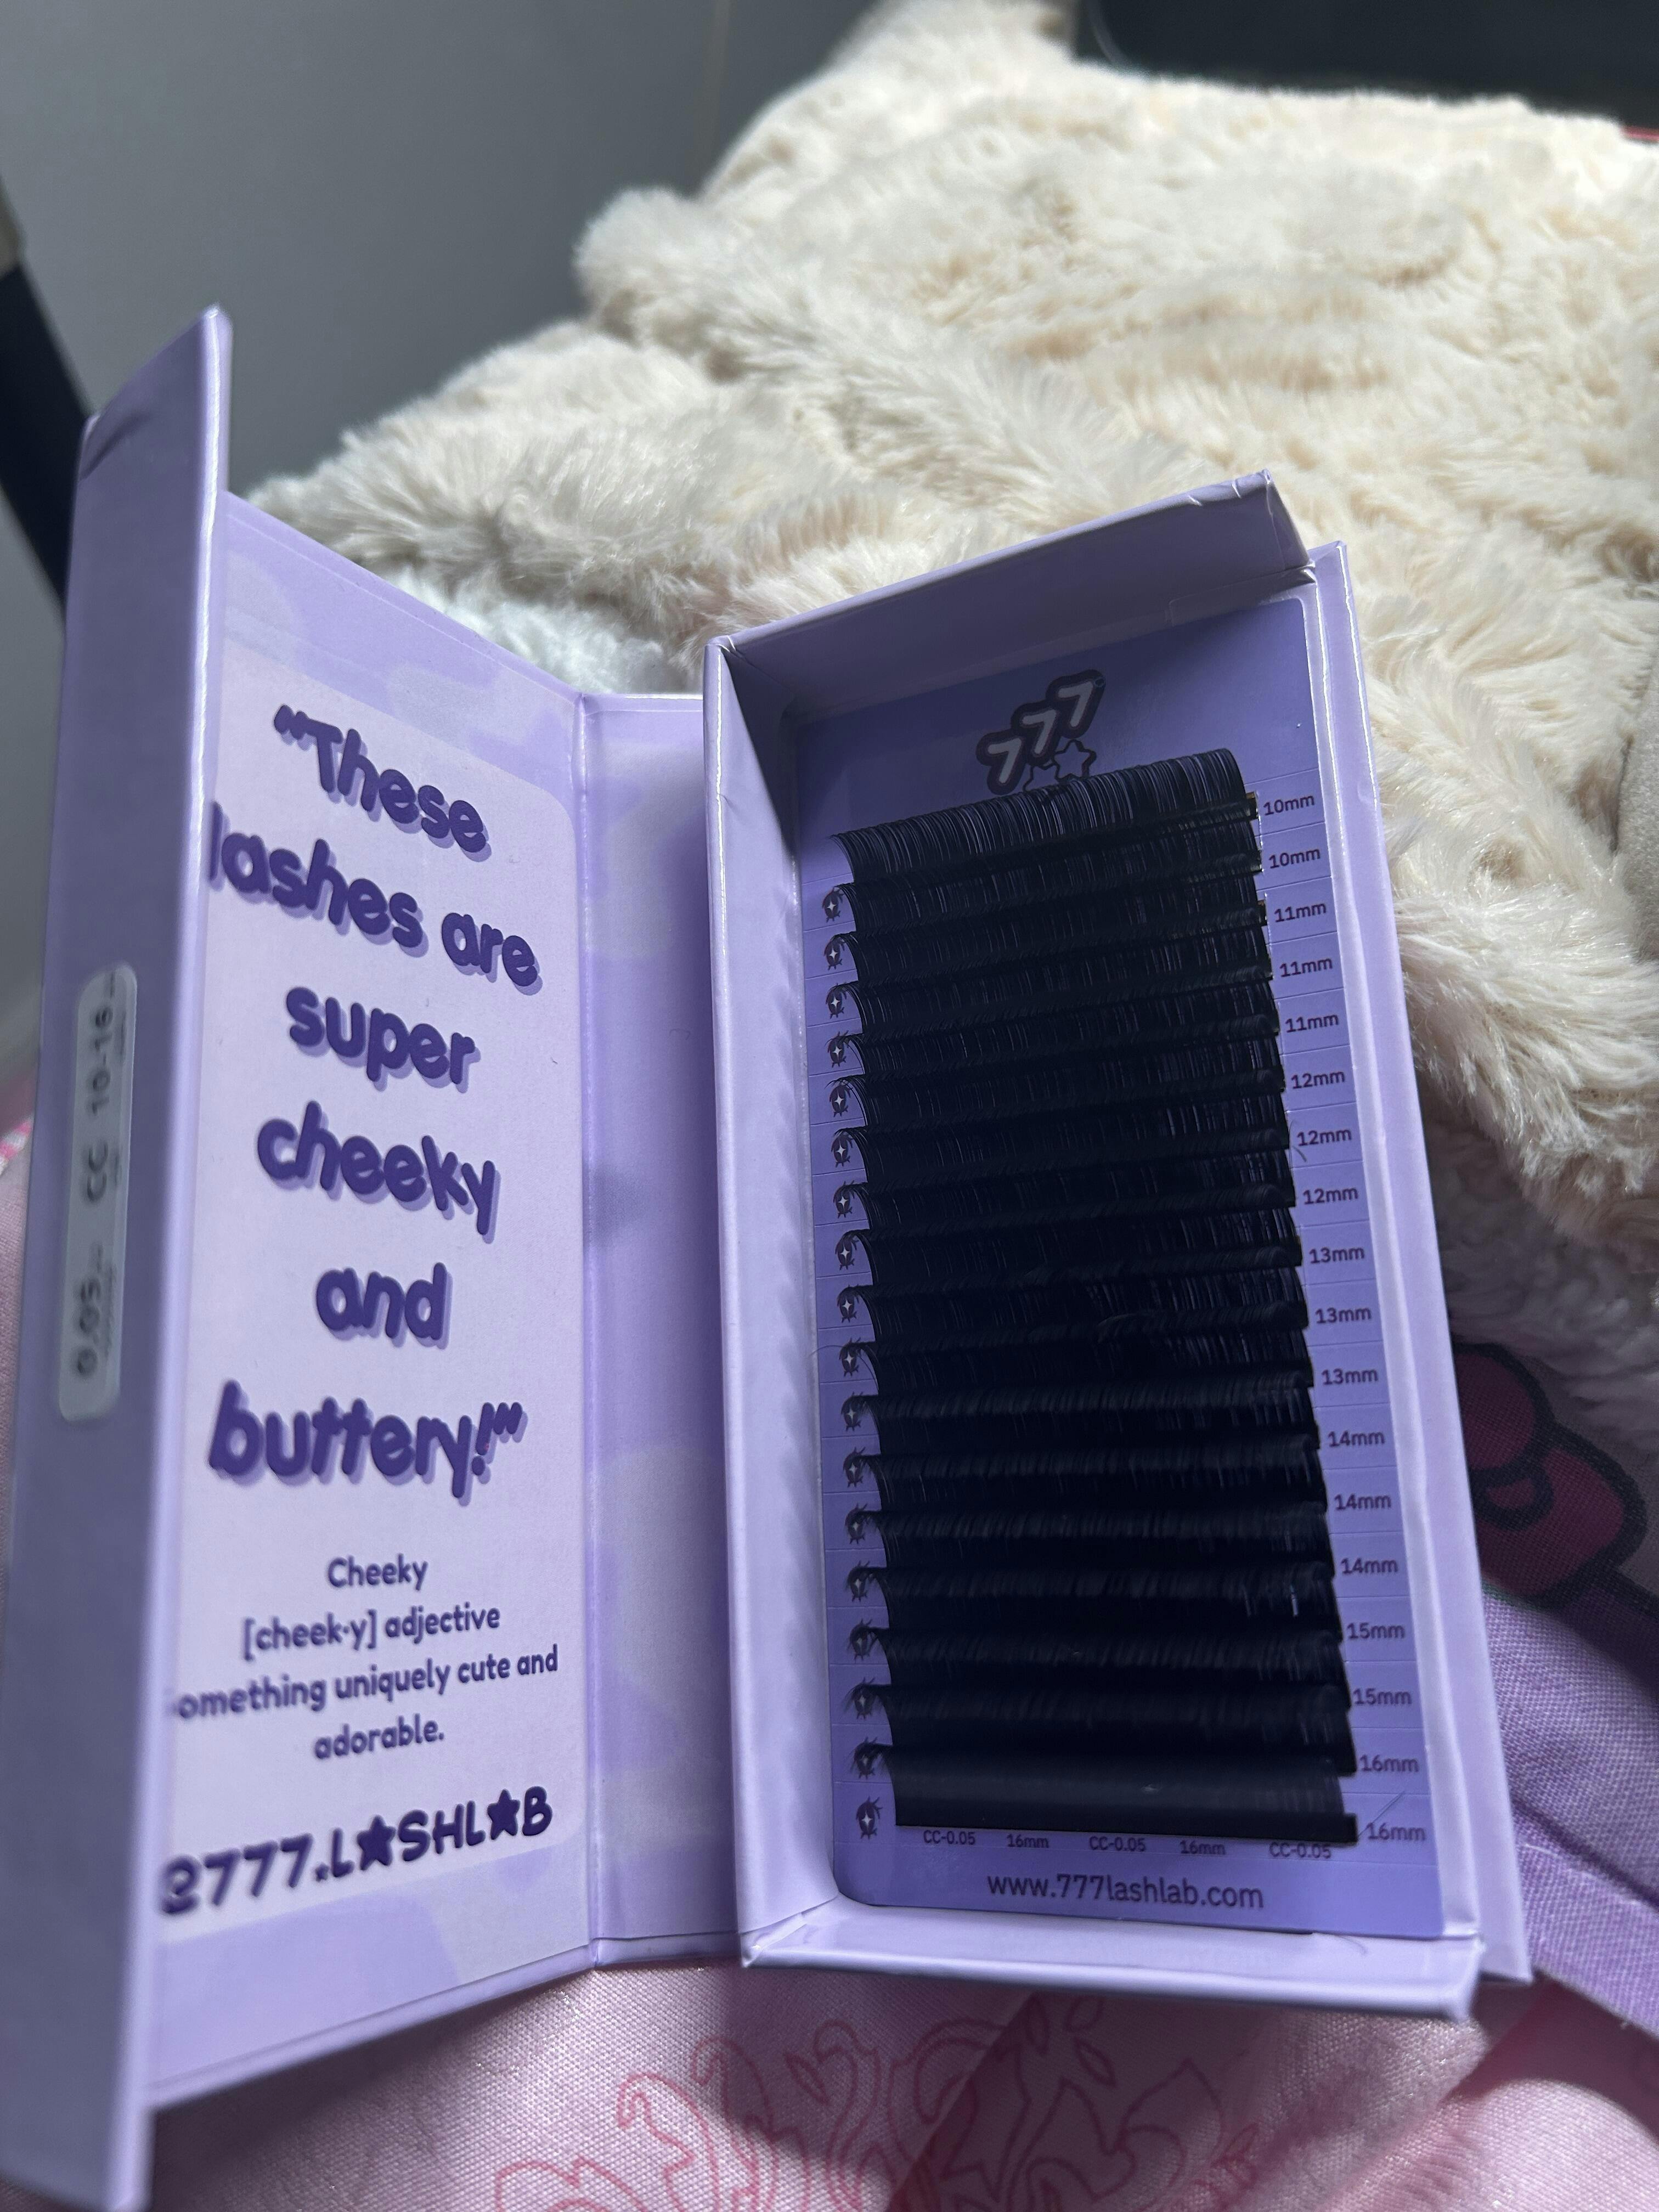 0.05 CC 10-16
"These
lashes are
super
cheeky
and
buttery!"
Cheeky
[cheek·y] adjective
something uniquely cute and
adorable.
@777.L★SHL★B
777
10mm
10mm
11mm
11mm
11mm
12mm
12mm
12mm
13mm
13mm
13mm
14mm
14mm
14mm
15mm
15mm
16mm
16mm
CC-0.05 16mm CC-0.05 16mm CC-0.05
www.777lashlab.com